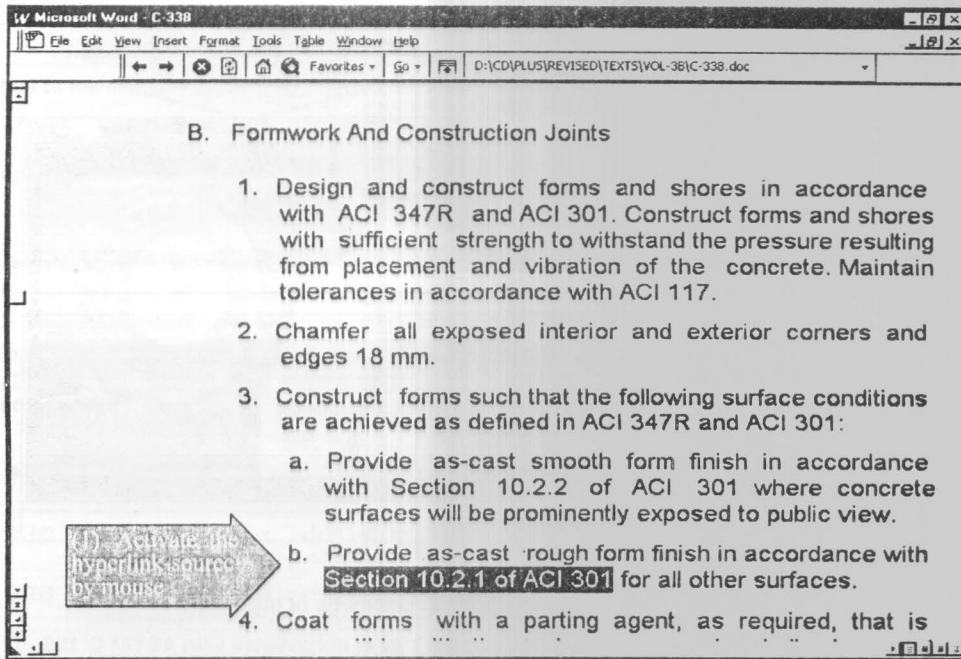 Microsoft Word - C-338
File Edit View Insert Format Tools Table Window Help
Favorites Go D:\CD\PLUS\REVISED\TEXTS\VOL-3B\C-338.doc
B. Formwork And Construction Joints
1. Design and construct forms and shores in accordance
with ACI 347R and ACI 301. Construct forms and shores
with sufficient strength to withstand the pressure resulting
from placement and vibration of the concrete. Maintain
tolerances in accordance with ACI 117.
2. Chamfer all exposed interior and exterior corners and
edges 18 mm.
3. Construct forms such that the following surface conditions
are achieved as defined in ACI 347R and ACI 301:
a. Provide as-cast smooth form finish in accordance
with Section 10.2.2 of ACI 301 where concrete
surfaces will be prominently exposed to public view.
(1) Activate the
hyperlink source
by mouse
b. Provide as-cast rough form finish in accordance with
Section 10.2.1 of ACI 301 for all other surfaces.
4. Coat forms with a parting agent, as required, that is